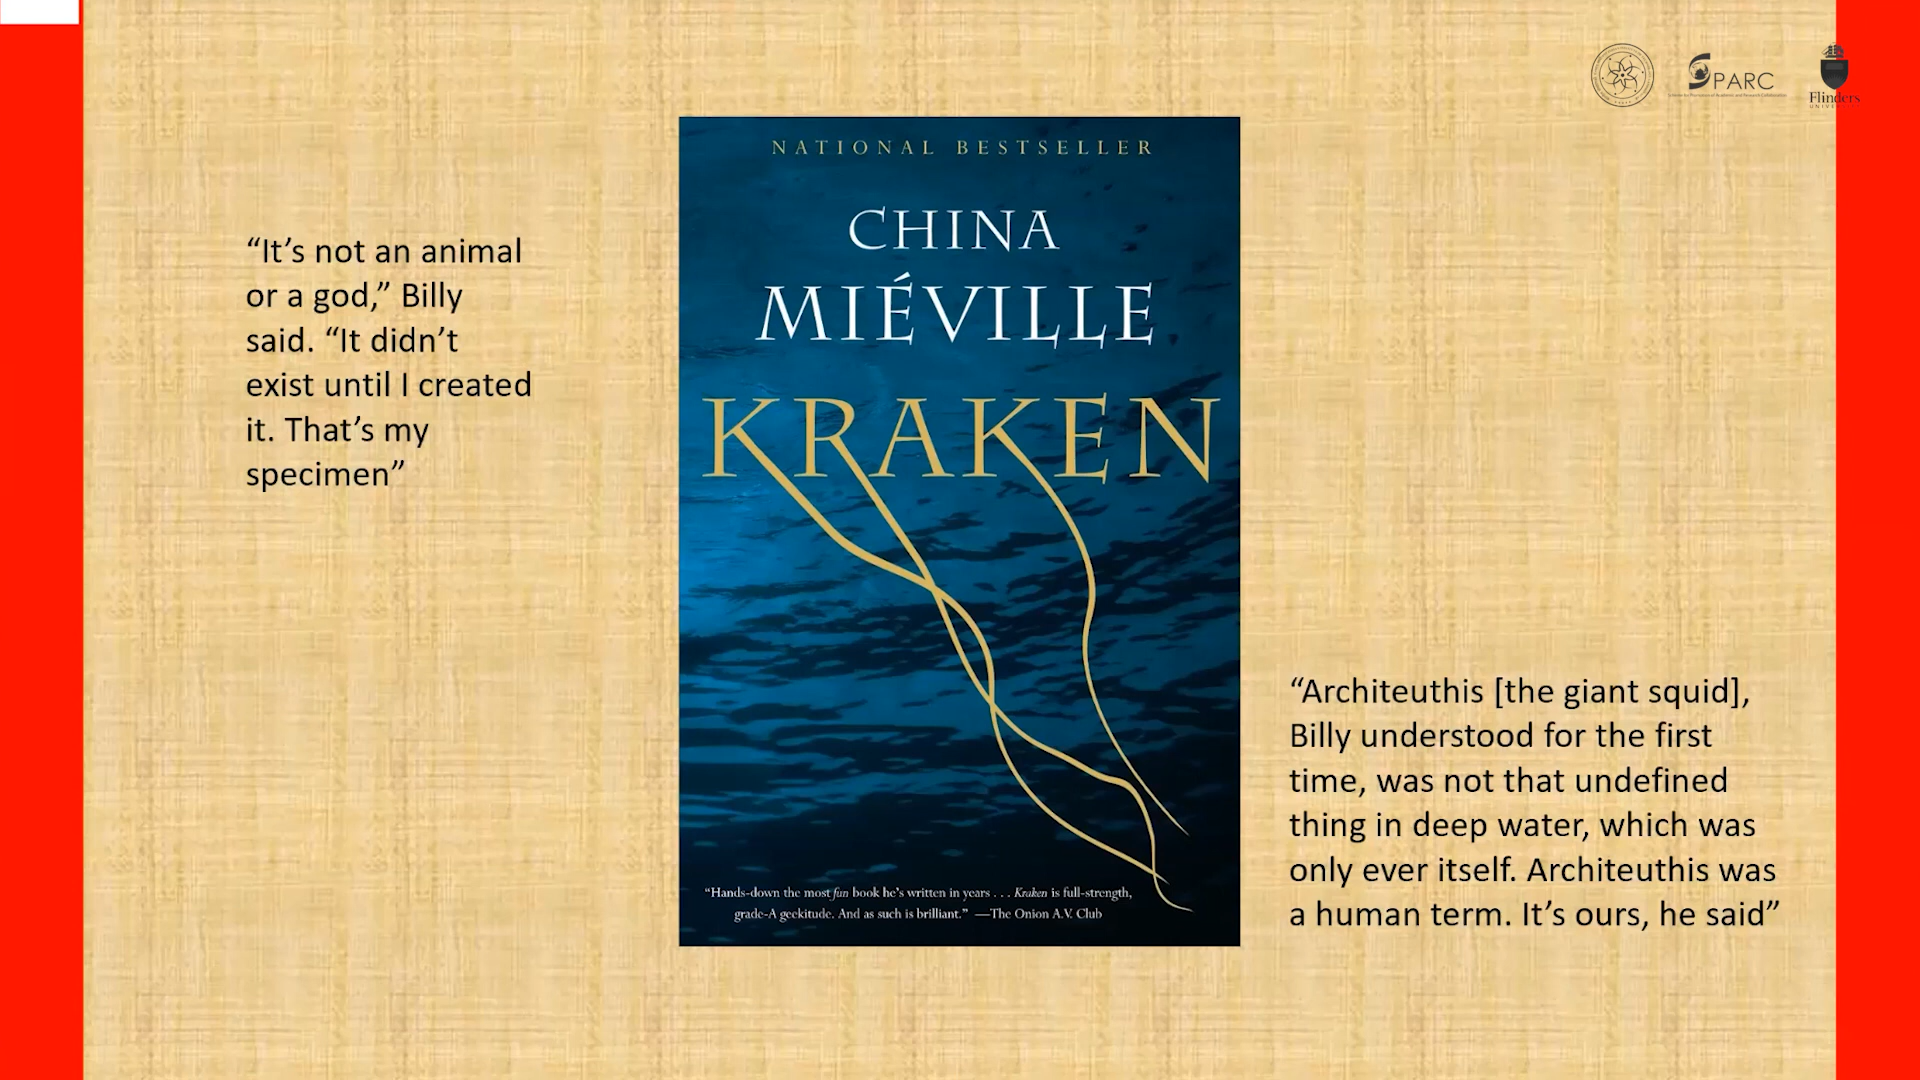 SPARC
Flinders
UNIVERSITY
“It’s not an animal
or a god,” Billy
said. “It didn’t
exist until I created
it. That’s my
specimen”
NATIONAL BESTSELLER
CHINA
MIÉVILLE
KRAKEN
“Hands-down the most fun book he’s written in years . . . Kraken is full-strength,
grade-A geekitude. And as such is brilliant.” —The Onion A.V. Club
“Architeuthis [the giant squid],
Billy understood for the first
time, was not that undefined
thing in deep water, which was
only ever itself. Architeuthis was
a human term. It’s ours, he said”